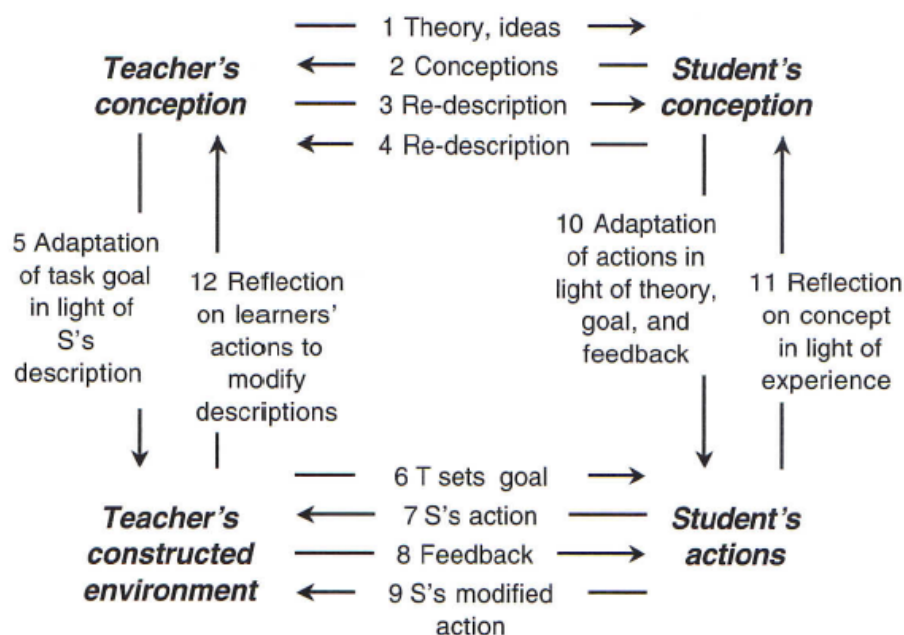 1 Theory, ideas
Teacher's
conception
2 Conceptions
3 Re-description
4 Re-description
Student's
conception
5 Adaptation
of task goal
in light of
S's
description
12 Reflection
on learners'
actions to
modify
descriptions
10 Adaptation
of actions in
light of theory,
goal, and
feedback
11 Reflection
on concept
in light of
experience
Teacher's
constructed
environment
6 T sets goal
7 S's action
8 Feedback
9 S's modified
action
Student's
actions